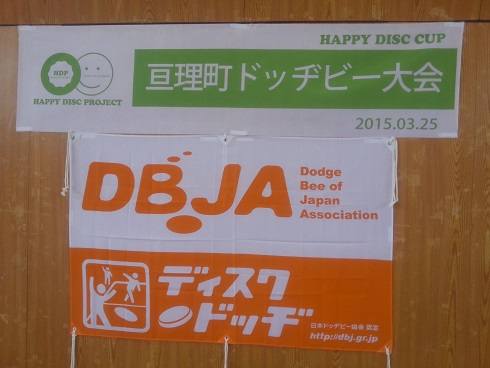 HAPPY DISC CUP
HDP
HAPPY DISC PROJECT
亘理町ドッヂビー大会
2015.03.25
DBJA
Dodge
Bee of
Japan
Association
ディスク
ドッヂ
日本ドッヂビー協会 認定
http://dbj.gr.jp